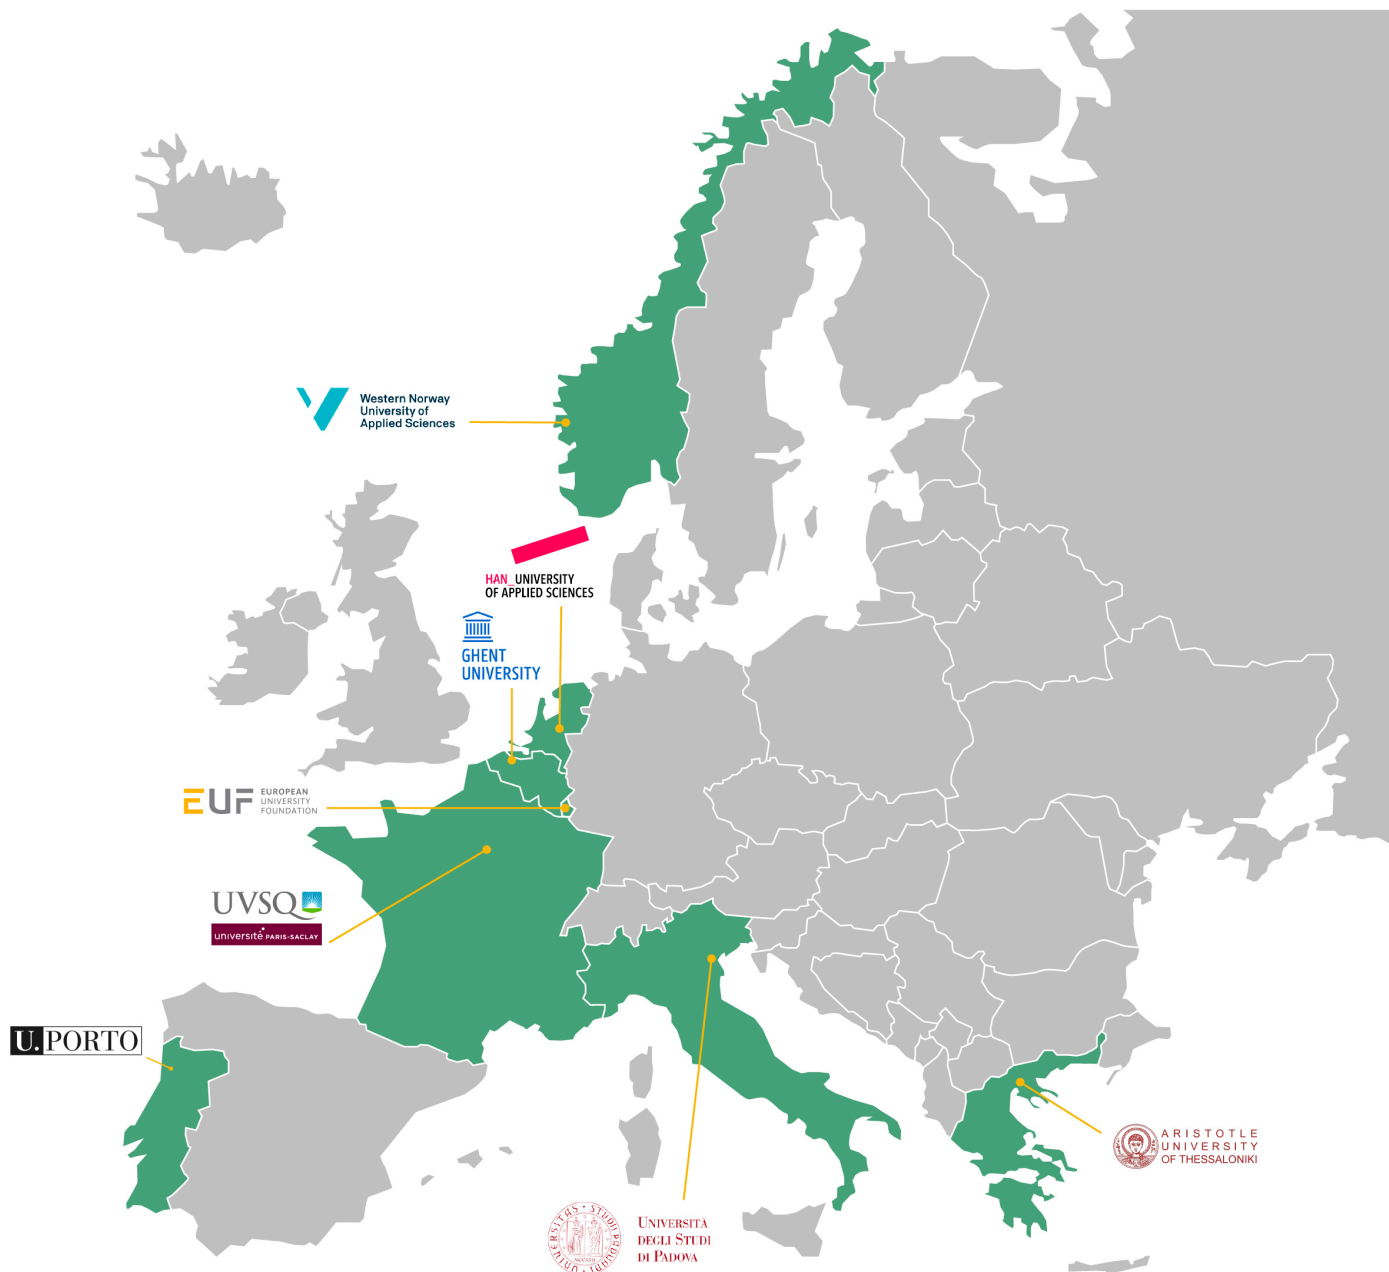 Western Norway
University of
Applied Sciences
HAN_UNIVERSITY
OF APPLIED SCIENCES
GHENT
UNIVERSITY
EUF EUROPEAN
UNIVERSITY
FOUNDATION
UVSQ
université PARIS-SACLAY
U.PORTO
ARISTOTLE
UNIVERSITY
OF THESSALONIKI
UNIVERSITÀ
DEGLI STUDI
DI PADOVA